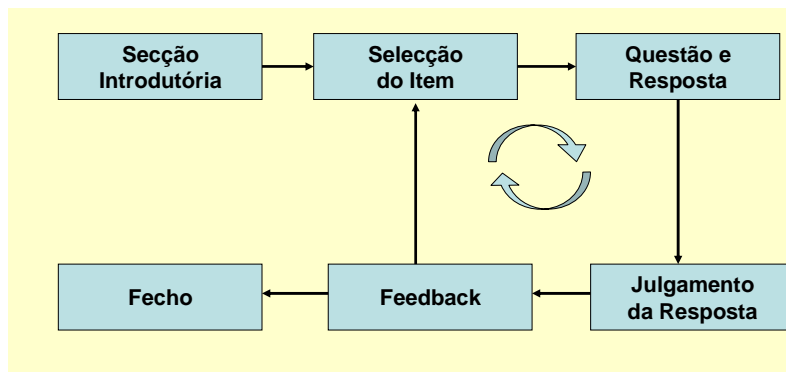 Secção
Introdutória
Selecção
do Item
Questão e
Resposta
Fecho
Feedback
Julgamento
da Resposta